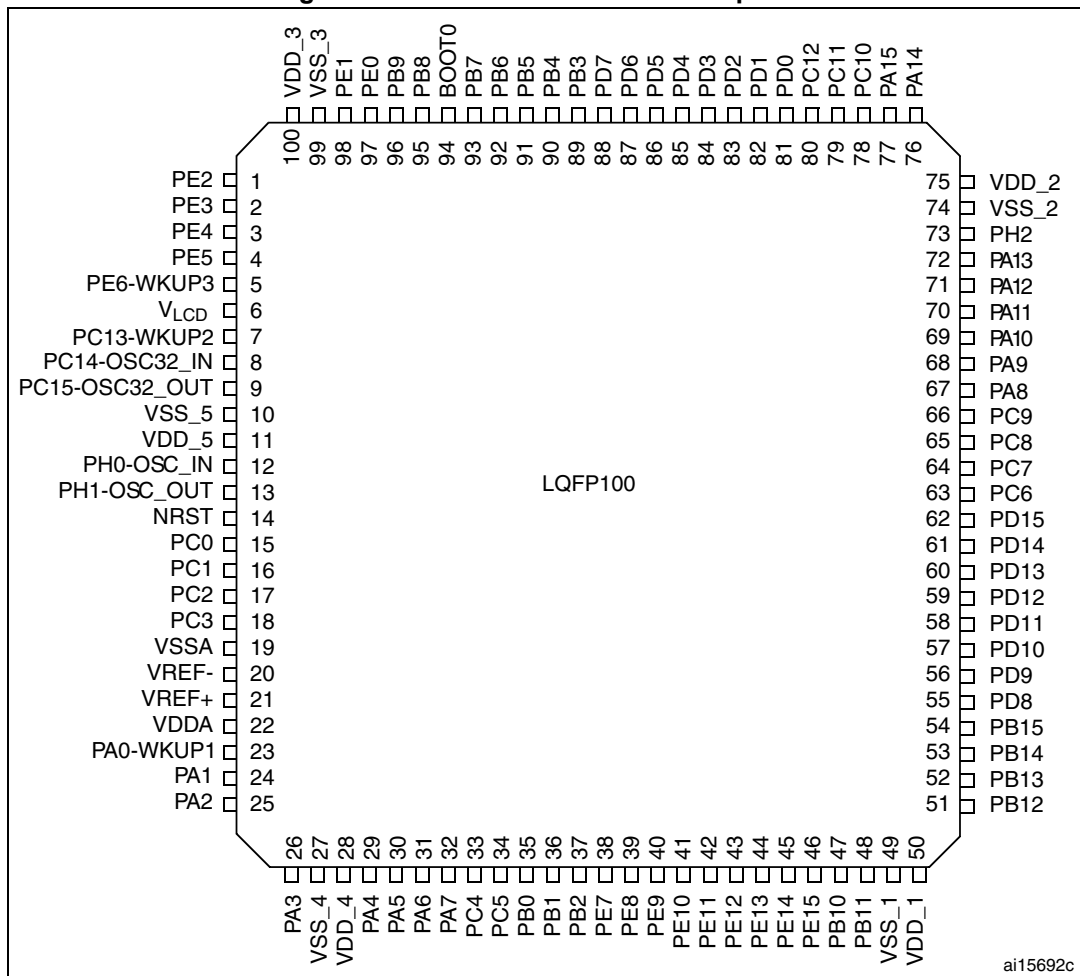 VDD_3
VSS_3
PE1
PE0
PB9
PB8
BOOT0
PB7
PB6
PB5
PB4
PB3
PD7
PD6
PD5
PD4
PD3
PD2
PD1
PD0
PC12
PC11
PC10
PA15
PA14
100
99
98
97
96
95
94
93
92
91
90
89
88
87
86
85
84
83
82
81
80
79
78
77
76
PE2 1
PE3 2
PE4 3
PE5 4
PE6-WKUP3 5
VLCD 6
PC13-WKUP2 7
PC14-OSC32_IN 8
PC15-OSC32_OUT 9
VSS_5 10
VDD_5 11
PH0-OSC_IN 12
PH1-OSC_OUT 13
NRST 14
PC0 15
PC1 16
PC2 17
PC3 18
VSSA 19
VREF- 20
VREF+ 21
VDDA 22
PA0-WKUP1 23
PA1 24
PA2 25
LQFP100
75 VDD_2
74 VSS_2
73 PH2
72 PA13
71 PA12
70 PA11
69 PA10
68 PA9
67 PA8
66 PC9
65 PC8
64 PC7
63 PC6
62 PD15
61 PD14
60 PD13
59 PD12
58 PD11
57 PD10
56 PD9
55 PD8
54 PB15
53 PB14
52 PB13
51 PB12
26
27
28
29
30
31
32
33
34
35
36
37
38
39
40
41
42
43
44
45
46
47
48
49
50
PA3
VSS_4
VDD_4
PA4
PA5
PA6
PA7
PC4
PC5
PB0
PB1
PB2
PE7
PE8
PE9
PE10
PE11
PE12
PE13
PE14
PE15
PB10
PB11
VSS_1
VDD_1
ai15692c